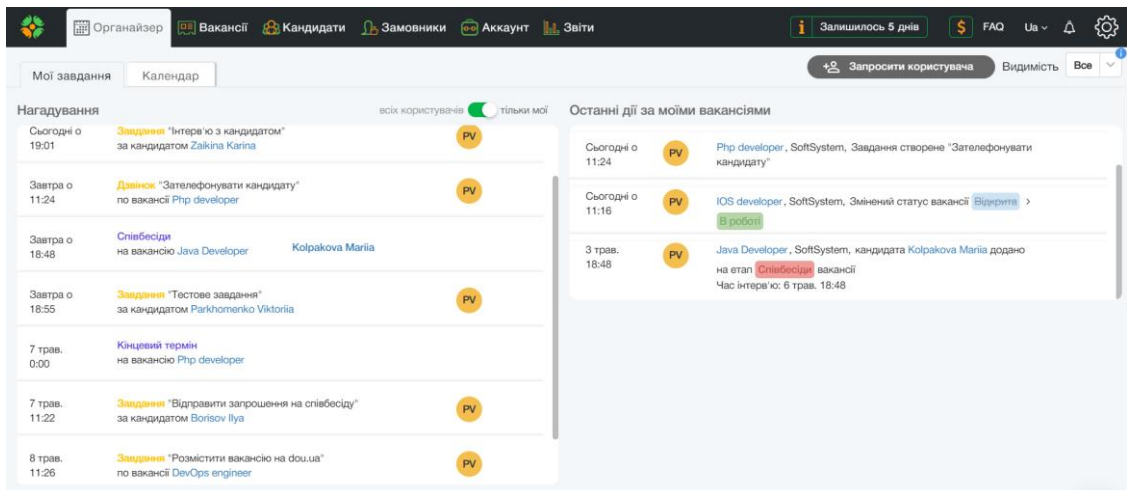 Органайзер Вакансії Кандидати Замовники Аккаунт Звіти i Залишилось 5 днів $ FAQ Ua
Мої завдання Календар Запросити користувача Видимість Все i
Нагадування всіх користувачів тільки мої
Сьогодні о Завдання "Інтерв'ю з кандидатом"
19:01 за кандидатом Zaikina Karina PV
Завтра о Дзвінок "Зателефонувати кандидату"
11:24 по вакансії Php developer PV
Завтра о Співбесіди
18:48 на вакансію Java Developer Kolpakova Mariia
Завтра о Завдання "Тестове завдання"
18:55 за кандидатом Parkhomenko Viktoriia PV
7 трав. Кінцевий термін
0:00 на вакансію Php developer
7 трав. Завдання "Відправити запрошення на співбесіду"
11:22 за кандидатом Borisov Ilya PV
8 трав. Завдання "Розмістити вакансію на dou.ua"
11:26 по вакансії DevOps engineer PV
Останні дії за моїми вакансіями
Сьогодні о PV Php developer, SoftSystem, Завдання створене "Зателефонувати
11:24 кандидату"
Сьогодні о PV IOS developer, SoftSystem, Змінений статус вакансії Відкрита >
11:16 В роботі
3 трав. PV Java Developer, SoftSystem, кандидата Kolpakova Mariia додано
18:48 на етап Співбесіди вакансії
Час інтерв'ю: 6 трав. 18:48